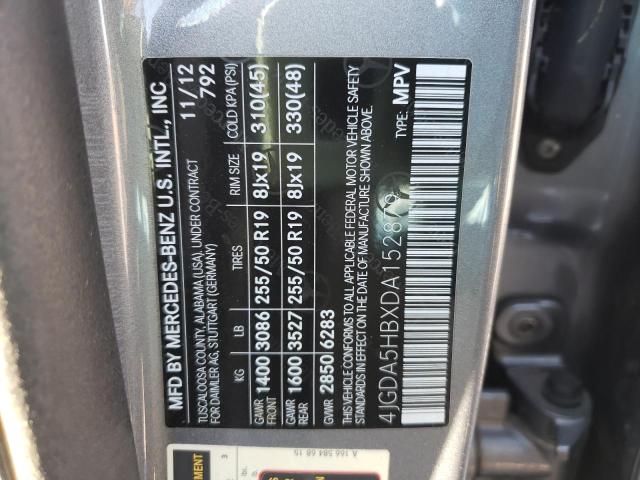 MFD BY MERCEDES-BENZ U.S. INTL., INC
TUSCALOOSA COUNTY, ALABAMA (USA), UNDER CONTRACT 11/12
FOR DAIMLER AG, STUTTGART (GERMANY) 792
KG LB TIRES RIM SIZE COLD KPA(PSI)
GAWR FRONT 1400 3086 255/50 R19 8Jx19 310(45)
GAWR REAR 1600 3527 255/50 R19 8Jx19 330(48)
GVWR 2850 6283
THIS VEHICLE CONFORMS TO ALL APPLICABLE FEDERAL MOTOR VEHICLE SAFETY
STANDARDS IN EFFECT ON THE DATE OF MANUFACTURE SHOWN ABOVE.
4JGDA5HBXDA152878 TYPE: MPV
A 166 584 68 15
3
lb.